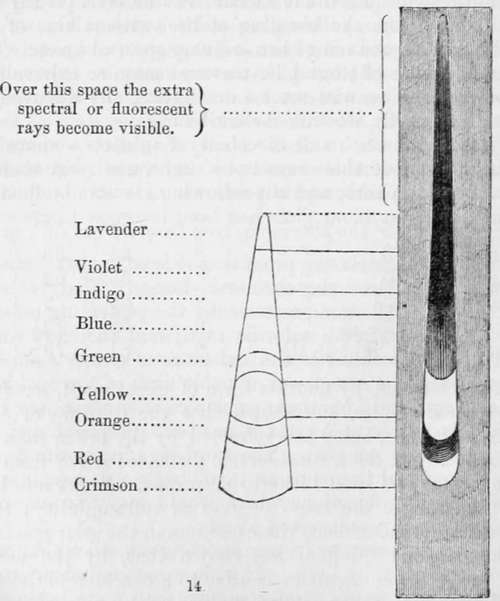 Over this space the extra
spectral or fluorescent
rays become visible.
Lavender
Violet
Indigo
Blue
Green
Yellow
Orange
Red
Crimson
14